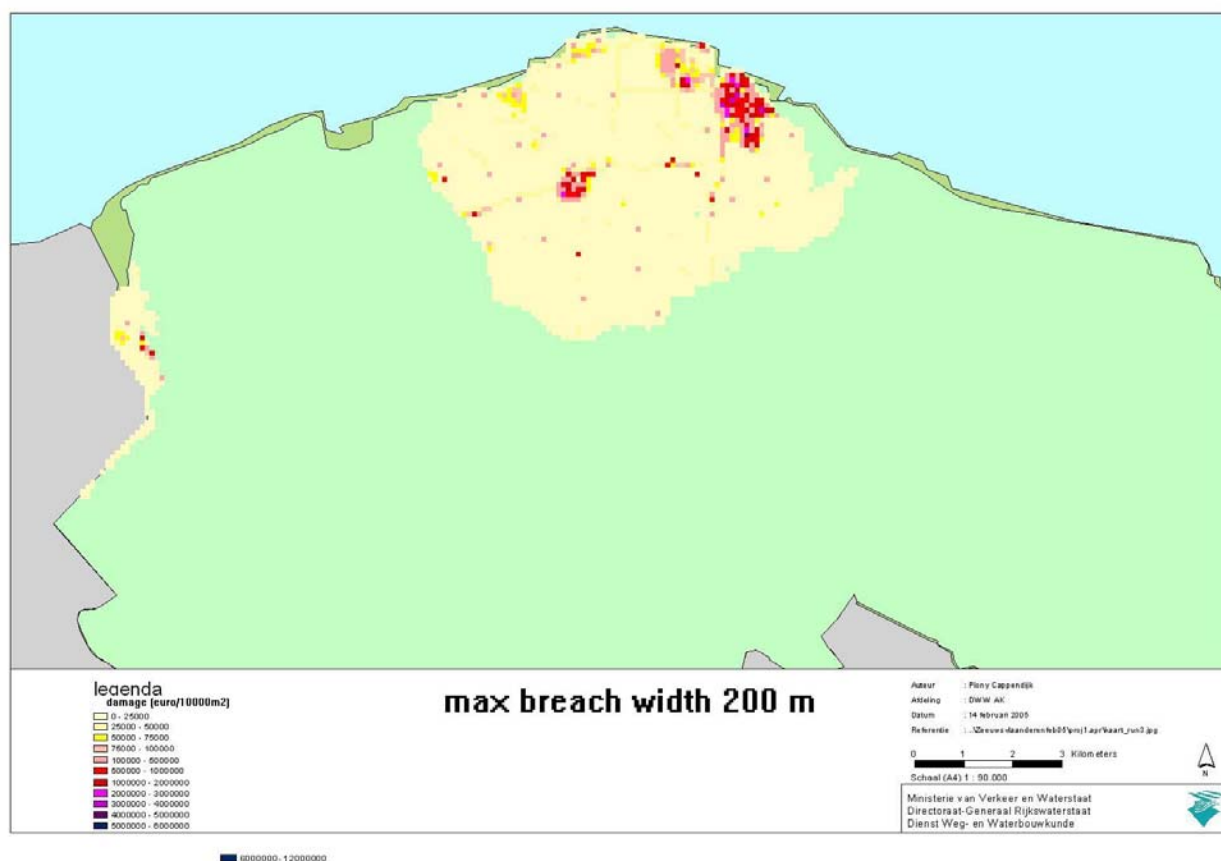 legenda
damage (euro/10000m2)
0 - 25000
25000 - 50000
50000 - 75000
75000 - 100000
100000 - 500000
500000 - 1000000
1000000 - 2000000
2000000 - 3000000
3000000 - 4000000
4000000 - 5000000
5000000 - 6000000
6000000 - 12000000
max breach width 200 m
Auteur : Plony Cappendijk
Afdeling : DWW AK
Datum : 14 februari 2005
Referentie :
0 1 2 3 Kilometers
Schaal (A4) 1 : 90.000
N
Ministerie van Verkeer en Waterstaat
Directoraat-Generaal Rijkswaterstaat
Dienst Weg- en Waterbouwkunde